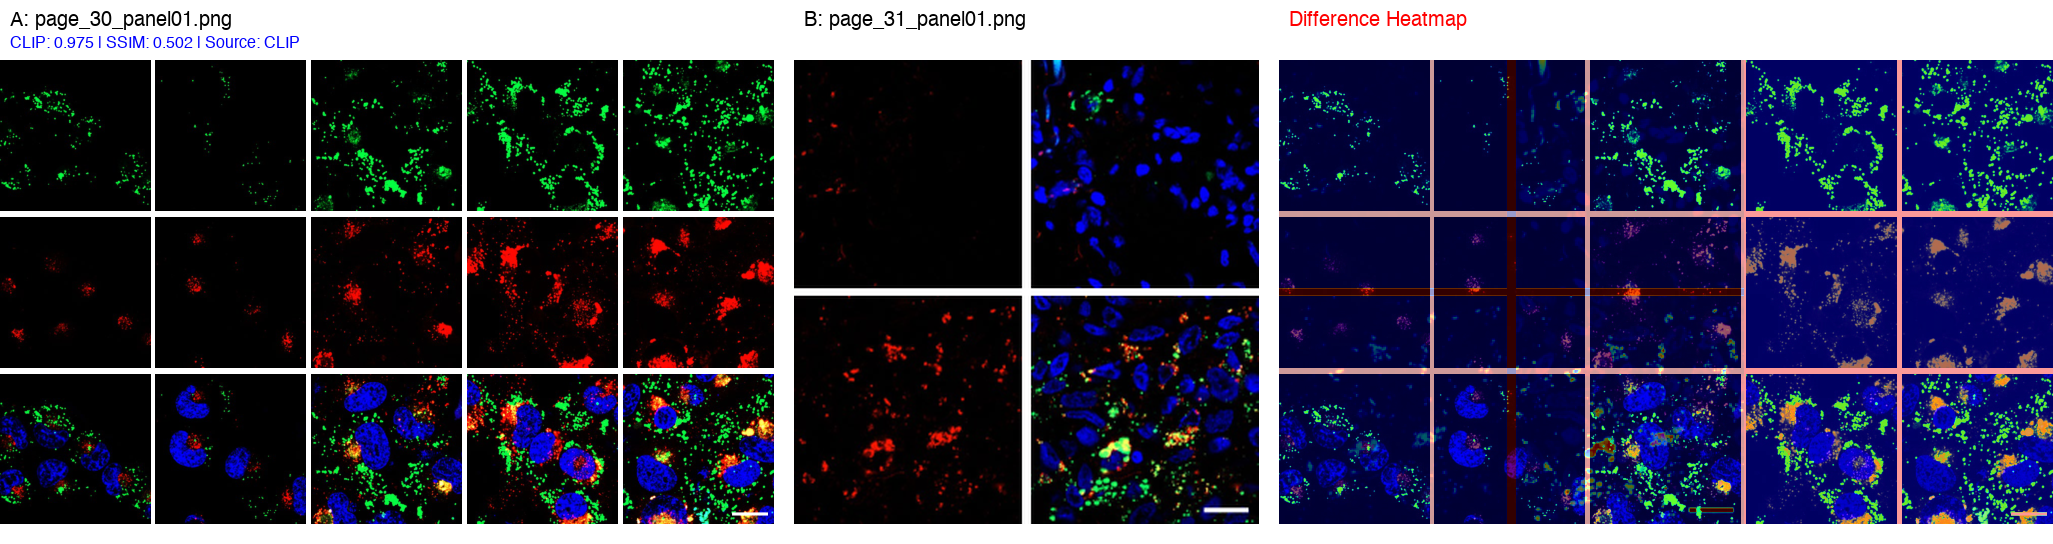 A: page_30_panel01.png
CLIP: 0.975 | SSIM: 0.502 | Source: CLIP
B: page_31_panel01.png
Difference Heatmap